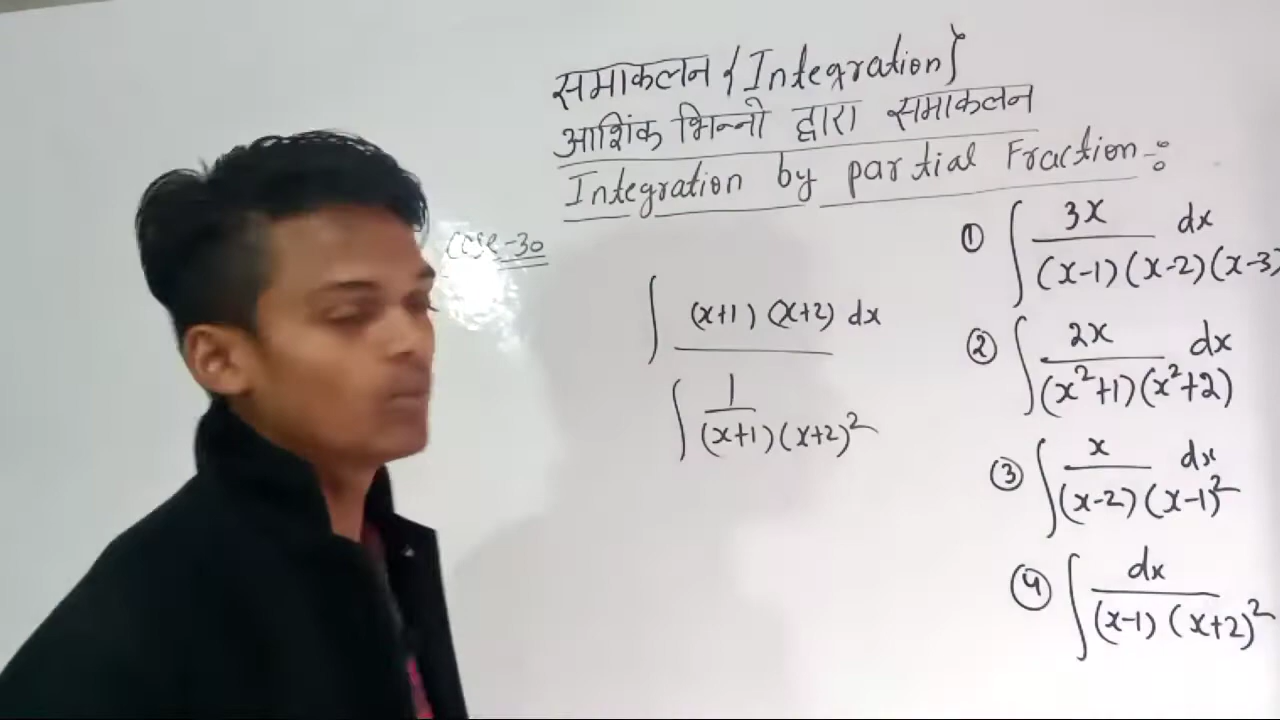 समाकलन {Integration}
आशिंक भिन्नो द्वारा समाकलन
Integration by partial Fraction :-
∫ (x+1) (x+2) dx
∫ 1 / (x+1)(x+2)²
① ∫ 3x / (x-1)(x-2)(x-3) dx
② ∫ 2x / (x²+1)(x²+2) dx
③ ∫ x / (x-2)(x-1)² dx
④ ∫ dx / (x-1)(x+2)²